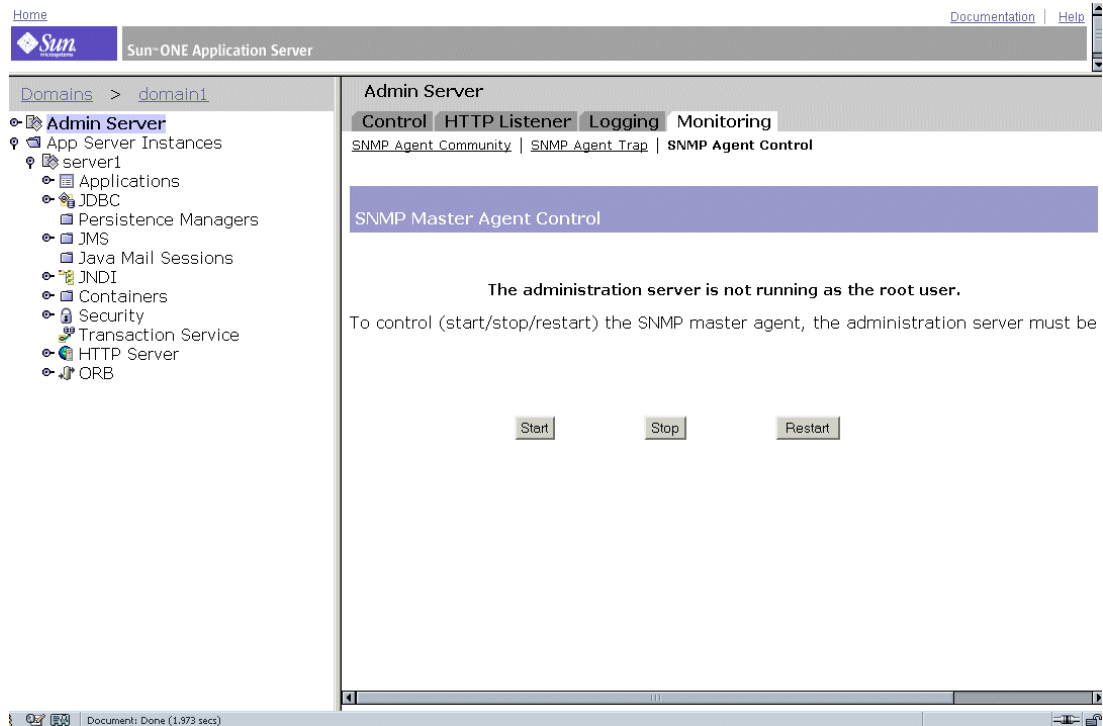 Home
Documentation | Help
Sun
microsystems
Sun™ ONE Application Server
Domains > domain1
Admin Server
App Server Instances
server1
Applications
JDBC
Persistence Managers
JMS
Java Mail Sessions
JNDI
Containers
Security
Transaction Service
HTTP Server
ORB
Admin Server
Control HTTP Listener Logging Monitoring
SNMP Agent Community | SNMP Agent Trap | SNMP Agent Control
SNMP Master Agent Control
The administration server is not running as the root user.
To control (start/stop/restart) the SNMP master agent, the administration server must be
Start Stop Restart
Document: Done (1.973 secs)